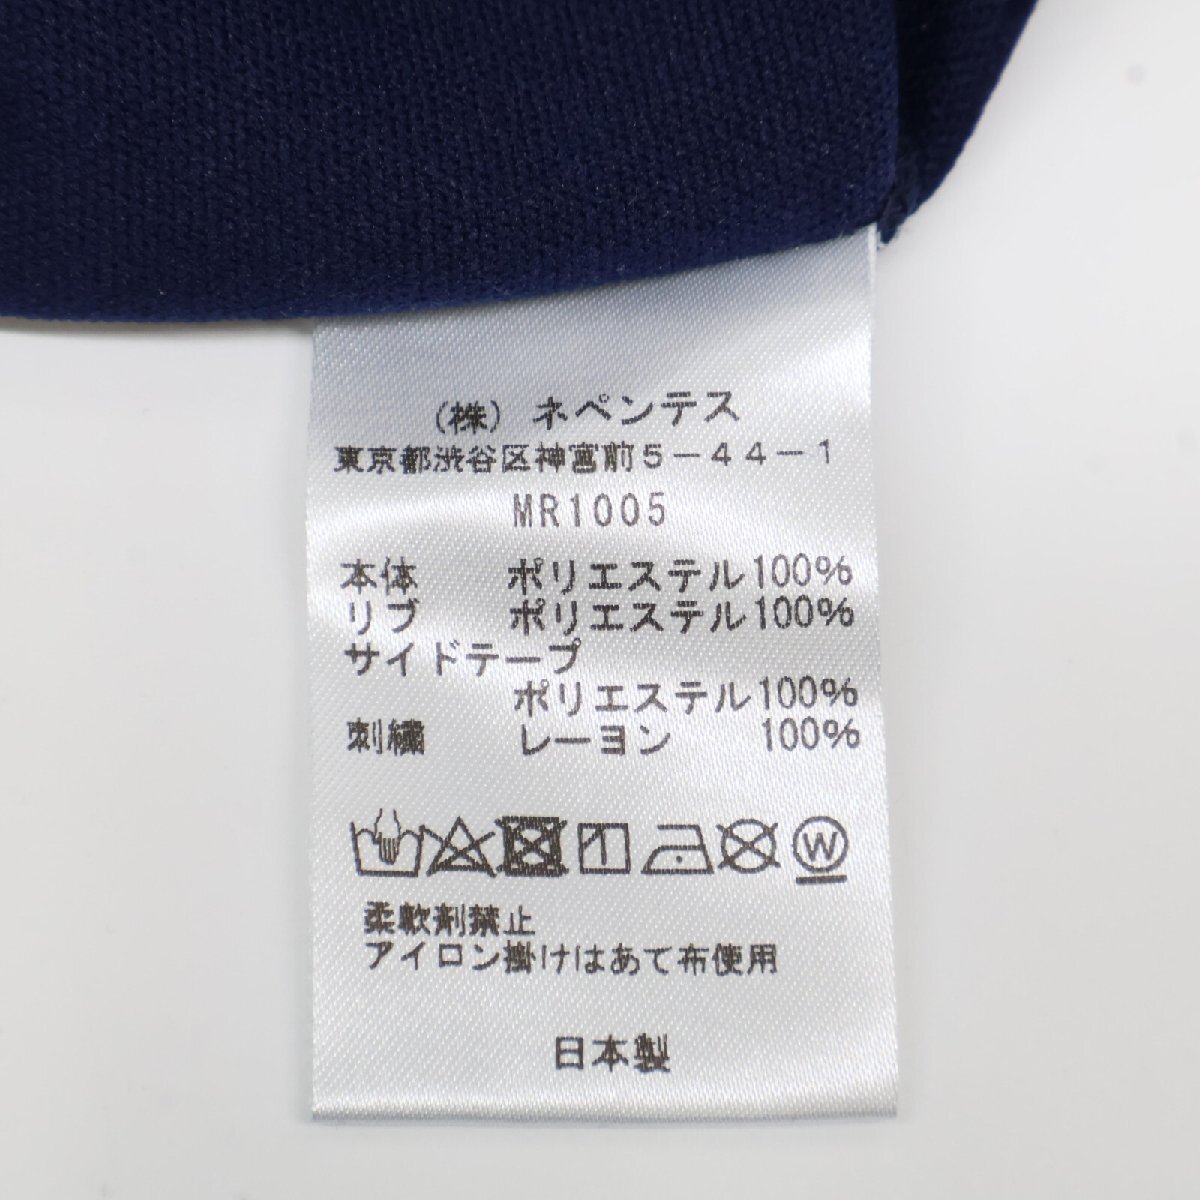 (株) ネペンテス
東京都渋谷区神宮前5-44-1
MR1005
本体 ポリエステル100%
リブ ポリエステル100%
サイドテープ
ポリエステル100%
刺繍 レーヨン 100%
W
柔軟剤禁止
アイロン掛けはあて布使用
日本製